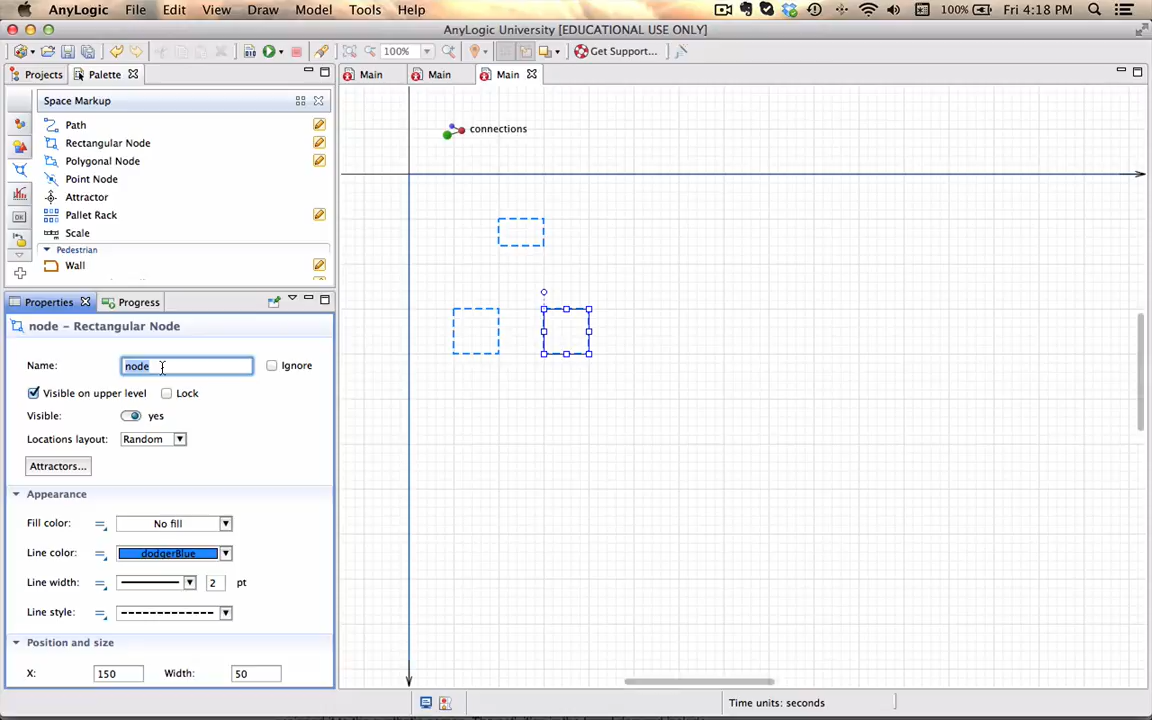 AnyLogic File Edit View Draw Model Tools Help 100% Fri 4:18 PM
AnyLogic University [EDUCATIONAL USE ONLY]
100% Get Support...
Projects Palette Main Main Main
Space Markup
Path
Rectangular Node
Polygonal Node
Point Node
Attractor
Pallet Rack
Scale
Pedestrian
Wall
connections
Properties Progress
node - Rectangular Node
Name: node Ignore
Visible on upper level Lock
Visible: yes
Locations layout: Random
Attractors...
Appearance
Fill color: No fill
Line color: dodgerBlue
Line width: 2 pt
Line style:
Position and size
X: 150 Width: 50
Time units: seconds